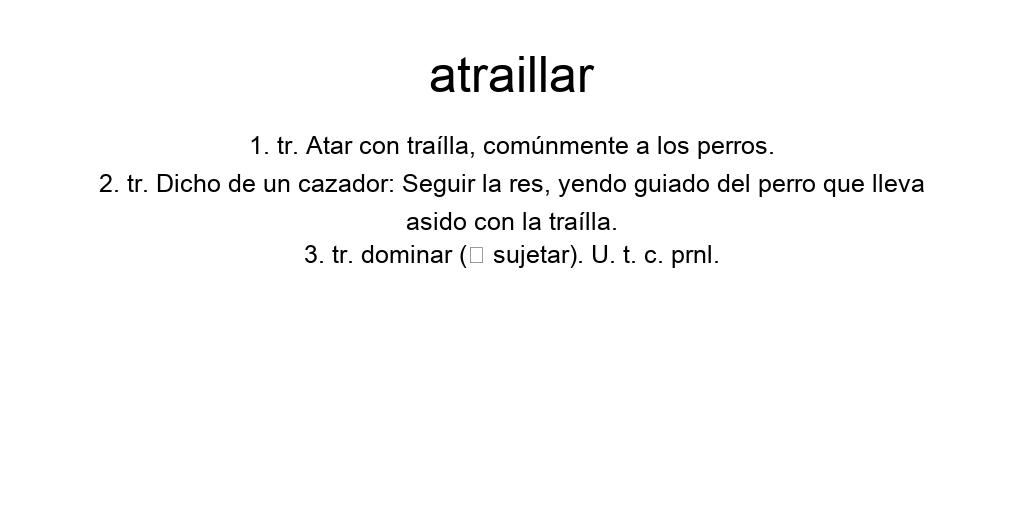 atraillar
1. tr. Atar con traílla, comúnmente a los perros.
2. tr. Dicho de un cazador: Seguir la res, yendo guiado del perro que lleva
asido con la traílla.
3. tr. dominar (□ sujetar). U. t. c. prnl.